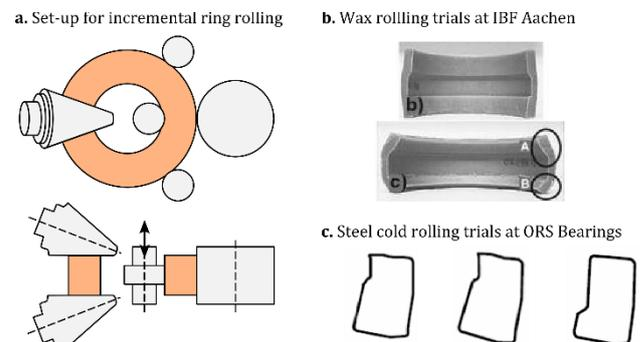 a. Set-up for incremental ring rolling
b. Wax rollling trials at IBF Aachen
b)
A
c)
B
c. Steel cold rolling trials at ORS Bearings